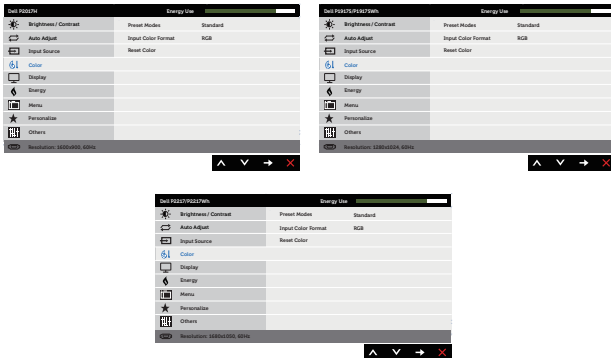 Dell P2017H Energy Use
Brightness / Contrast Preset Modes Standard
Auto Adjust Input Color Format RGB
Input Source Reset Color
Color
Display
Energy
Menu
Personalize
Others
Resolution: 1600x900, 60Hz
Dell P1917S/P1917SWh Energy Use
Brightness / Contrast Preset Modes Standard
Auto Adjust Input Color Format RGB
Input Source Reset Color
Color
Display
Energy
Menu
Personalize
Others
Resolution: 1280x1024, 60Hz
Dell P2217/P2217Wh Energy Use
Brightness / Contrast Preset Modes Standard
Auto Adjust Input Color Format RGB
Input Source Reset Color
Color
Display
Energy
Menu
Personalize
Others
Resolution: 1680x1050, 60Hz